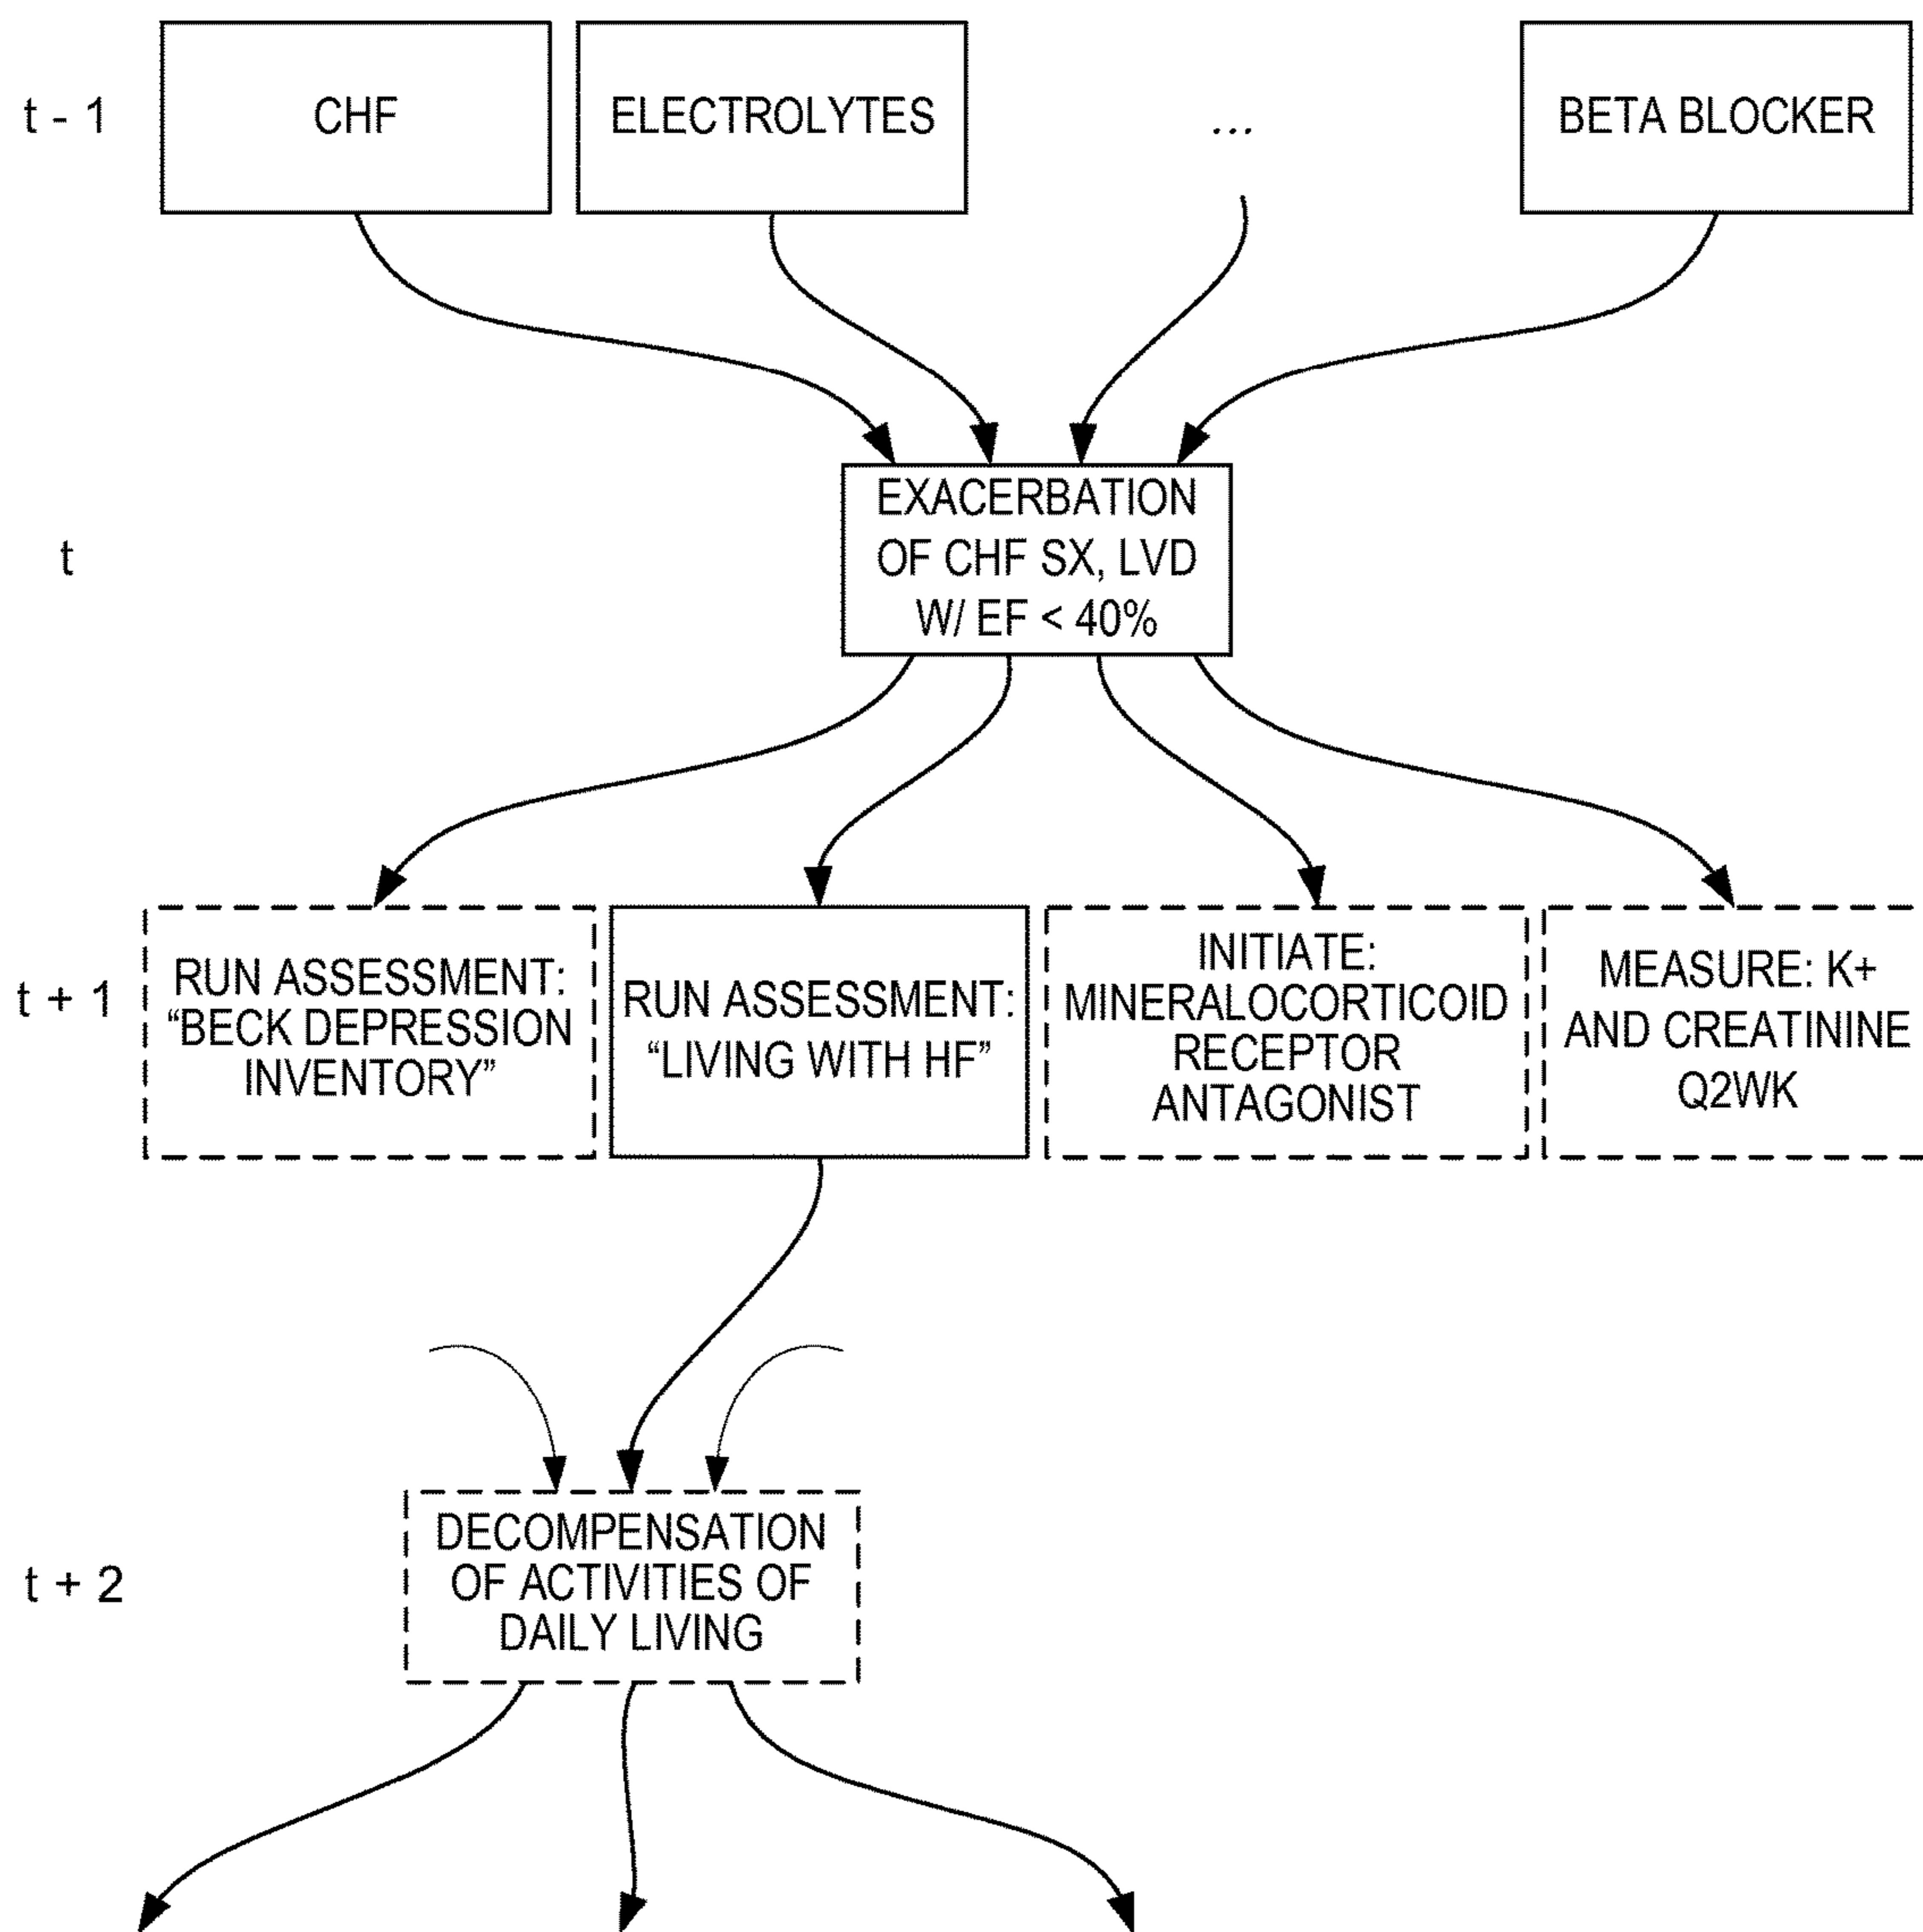 t - 1
CHF
ELECTROLYTES
...
BETA BLOCKER
t
EXACERBATION
OF CHF SX, LVD
W/ EF < 40%
t + 1
RUN ASSESSMENT:
“BECK DEPRESSION
INVENTORY”
RUN ASSESSMENT:
“LIVING WITH HF”
INITIATE:
MINERALOCORTICOID
RECEPTOR
ANTAGONIST
MEASURE: K+
AND CREATININE
Q2WK
t + 2
DECOMPENSATION
OF ACTIVITIES OF
DAILY LIVING